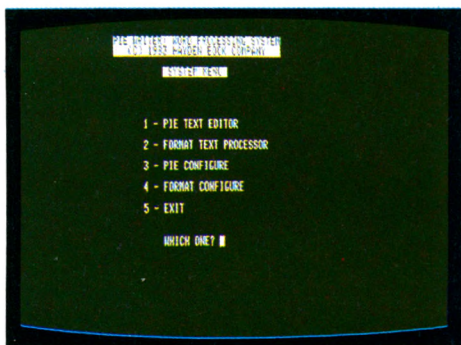 PIE WRITER: WORD PROCESSING SYSTEM
(C) 1983 HAYDEN BOOK COMPANY
SYSTEM MENU
1 - PIE TEXT EDITOR
2 - FORMAT TEXT PROCESSOR
3 - PIE CONFIGURE
4 - FORMAT CONFIGURE
5 - EXIT
WHICH ONE?